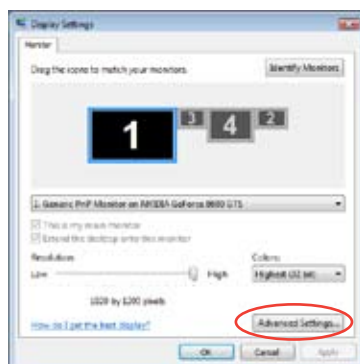 Display Settings
Monitor
Drag the icons to match your monitors.
Identify Monitors
1
3
4
2
1. Generic PnP Monitor on NVIDIA GeForce 8600 GTS
This is my main monitor
Extend the desktop onto this monitor
Resolution:
Colors:
Low
High
Highest (32 bit)
by 1200 pixels
How do I get the best display?
Advanced Settings...
OK
Cancel
Apply